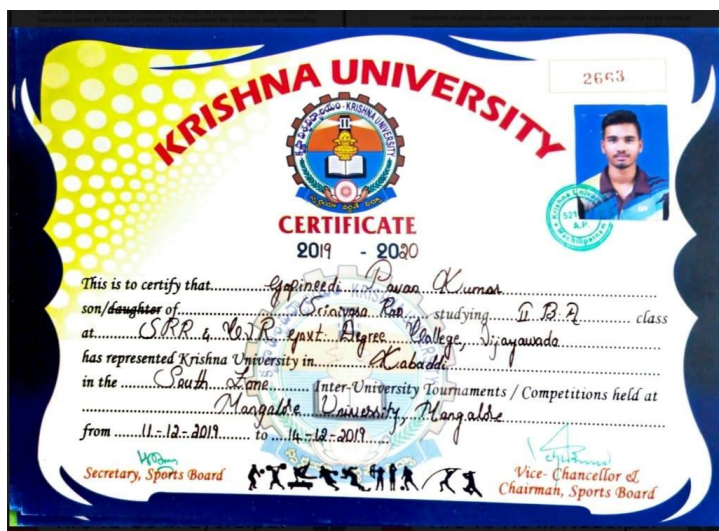 KRISHNA UNIVERSITY
2663
KRISHNA UNIVERSITY
CERTIFICATE
2019 - 2020
This is to certify that Gopineedi Pavan Kumar
son/daughter of Srinivasa Rao studying II B.A class
at SRR & CVR Govt. Degree College, Vijayawada
has represented Krishna University in Kabaddi
in the South Zone Inter-University Tournaments / Competitions held at
Mangalore University, Mangalore
from 11-12-2019 to 14-12-2019
Secretary, Sports Board
Vice- Chancellor &
Chairman, Sports Board